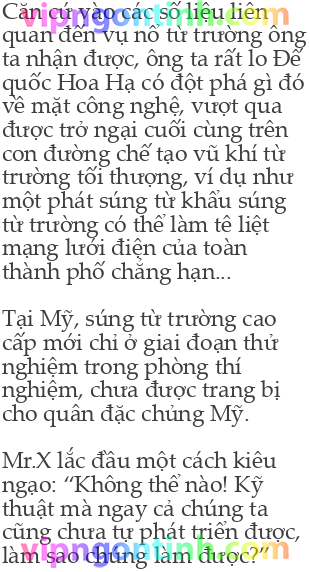 Căn cứ vào các số liệu liên
vipngontinh.com
quan đến vụ nổ từ trường ông
ta nhận được, ông ta rất lo Đế
quốc Hoa Hạ có đột phá gì đó
về mặt công nghệ, vượt qua
được trở ngại cuối cùng trên
con đường chế tạo vũ khí từ
trường tối thượng, ví dụ như
một phát súng từ khẩu súng
từ trường có thể làm tê liệt
mạng lưới điện của toàn
thành phố chẳng hạn...
Tại Mỹ, súng từ trường cao
cấp mới chỉ ở giai đoạn thử
nghiệm trong phòng thí
nghiệm, chưa được trang bị
cho quân đặc chủng Mỹ.
Mr.X lắc đầu một cách kiêu
ngạo: “Không thể nào! Kỹ
thuật mà ngay cả chúng ta
cũng chưa tự phát triển được,
làm sao chúng làm được?”
vipngontinh.com